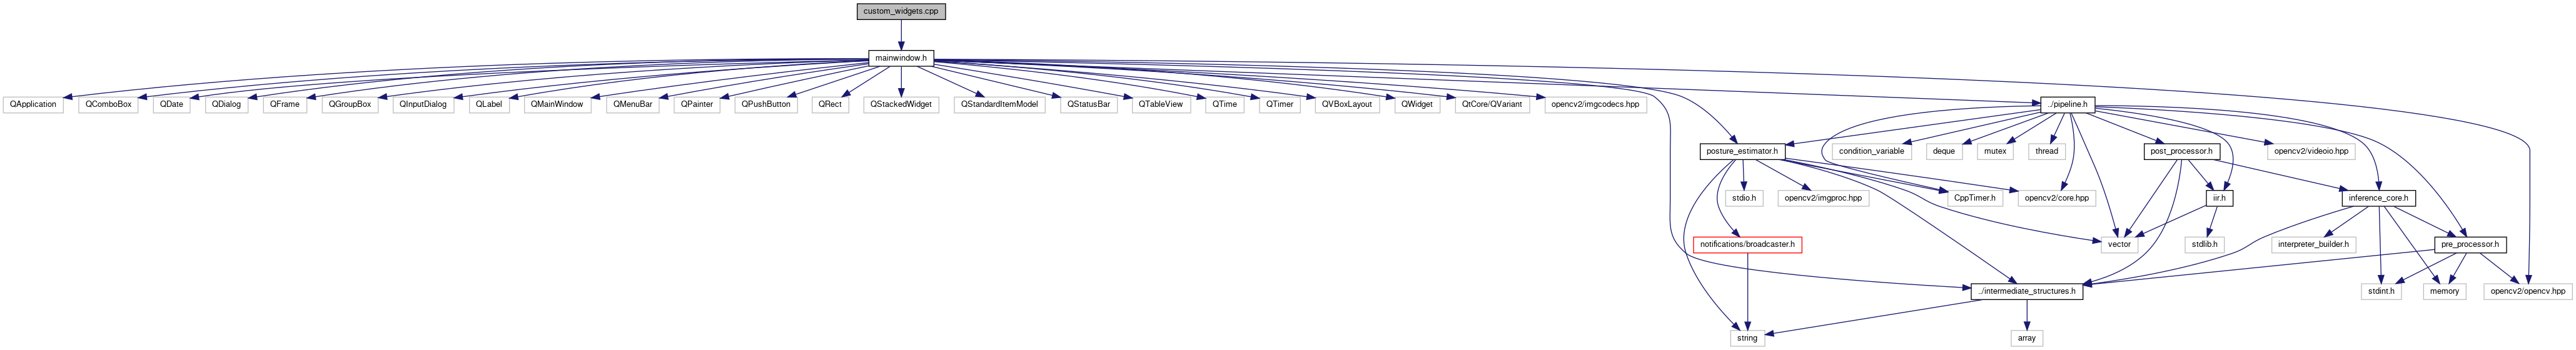 custom_widgets.cpp
mainwindow.h
QApplication
QComboBox
QDate
QDialog
QFrame
QGroupBox
QInputDialog
QLabel
QMainWindow
QMenuBar
QPainter
QPushButton
QRect
QStackedWidget
QStandardItemModel
QStatusBar
QTableView
QTime
QTimer
QVBoxLayout
QWidget
QtCore/QVariant
opencv2/imgcodecs.hpp
../pipeline.h
posture_estimator.h
condition_variable
deque
mutex
thread
post_processor.h
opencv2/videoio.hpp
stdio.h
opencv2/imgproc.hpp
CppTimer.h
opencv2/core.hpp
iir.h
inference_core.h
notifications/broadcaster.h
vector
stdlib.h
interpreter_builder.h
pre_processor.h
../intermediate_structures.h
stdint.h
memory
opencv2/opencv.hpp
string
array